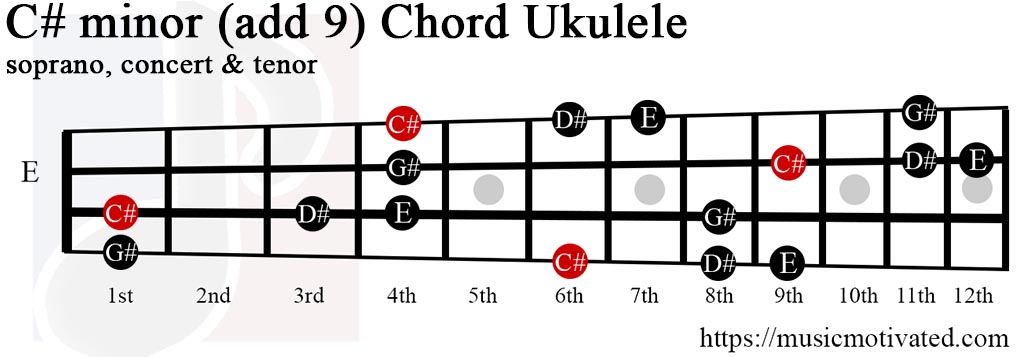 C# minor (add 9) Chord Ukulele
soprano, concert & tenor
C# D# E G#
E G# C# D# E
C# D# E G#
G# C# D# E
1st 2nd 3rd 4th 5th 6th 7th 8th 9th 10th 11th 12th
https://musicmotivated.com